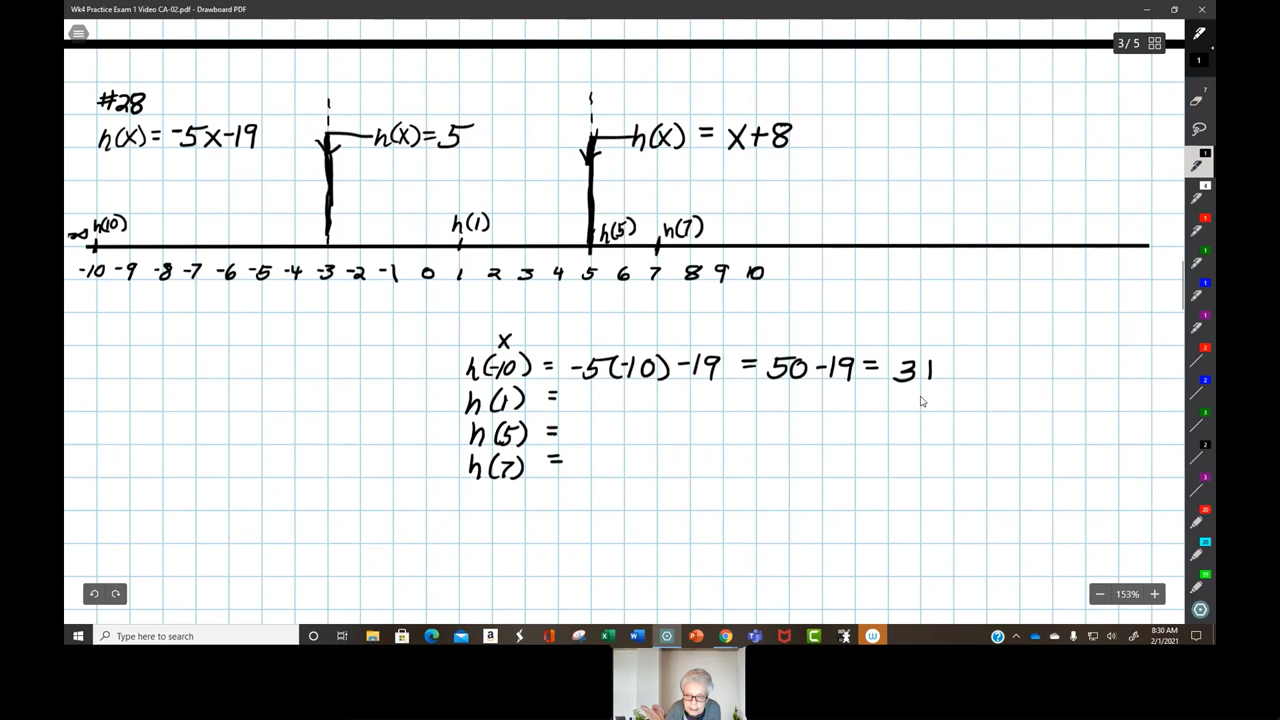 Wk4 Practice Exam 1 Video CA-02.pdf - Drawboard PDF
3/5
#28
h(x) = -5x-19
h(x) = 5
h(x) = x+8
∞ h(10)
h(1)
h(5)
h(7)
-10 -9 -8 -7 -6 -5 -4 -3 -2 -1 0 1 2 3 4 5 6 7 8 9 10
x
h(-10) = -5(-10) -19 = 50 -19 = 31
h(1) =
h(5) =
h(7) =
153%
Type here to search
8:30 AM
2/1/2021